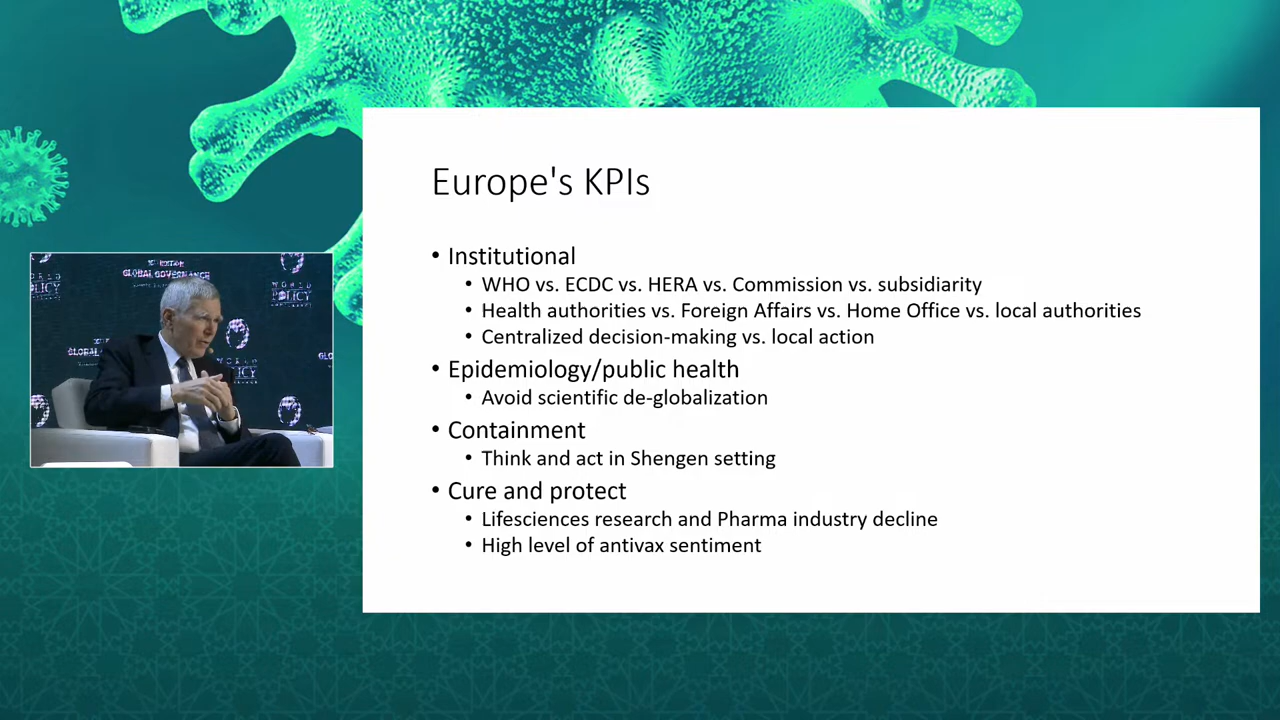 Europe's KPIs
• Institutional
• WHO vs. ECDC vs. HERA vs. Commission vs. subsidiarity
• Health authorities vs. Foreign Affairs vs. Home Office vs. local authorities
• Centralized decision-making vs. local action
• Epidemiology/public health
• Avoid scientific de-globalization
• Containment
• Think and act in Shengen setting
• Cure and protect
• Lifesciences research and Pharma industry decline
• High level of antivax sentiment
GLOBAL GOVERNANCE
WORLD
POLICY